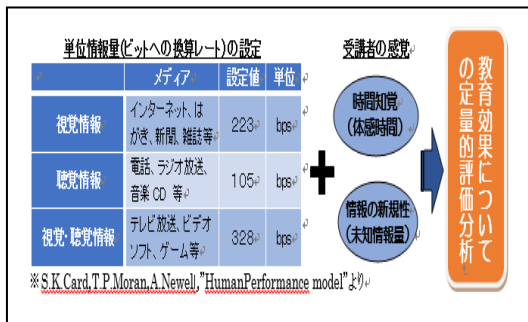 単位情報量(ビットへの換算レート)の設定
メディア 設定値 単位
視覚情報
インターネット、は
がき、新聞、雑誌等
223 bps
聴覚情報
電話、ラジオ放送、
音楽 CD 等
105 bps
視覚・聴覚情報
テレビ放送、ビデオ
ソフト、ゲーム等
328 bps
※S.K.Card,T.P.Moran,A.Newell,"HumanPerformance model"より
+
受講者の感覚
時間知覚
(体感時間)
情報の新規性
(未知情報量)
教育効果について
の定量的評価分析